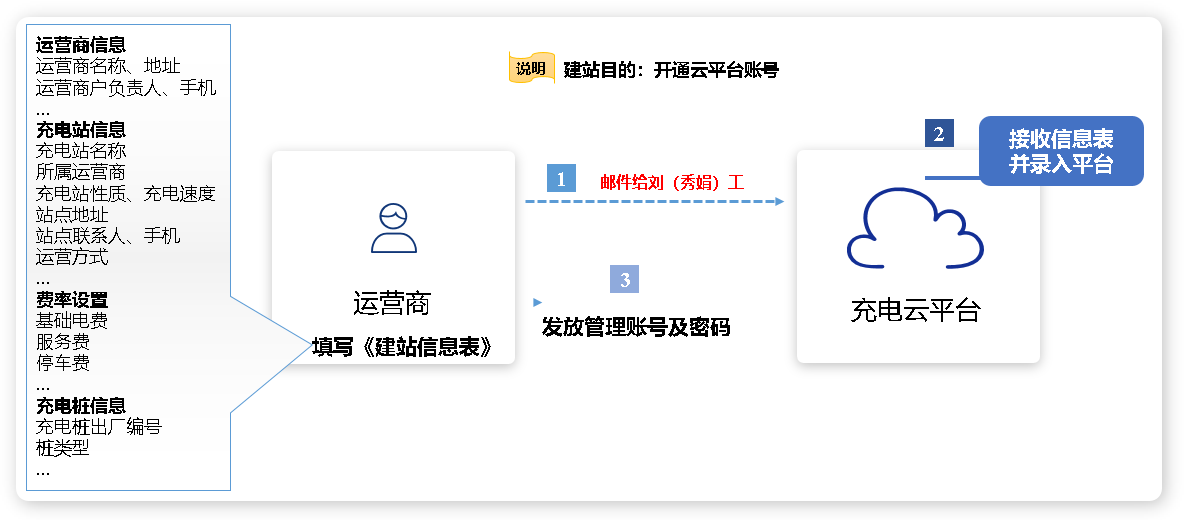 运营商信息
运营商名称、地址
运营商户负责人、手机
...
充电站信息
充电站名称
所属运营商
充电站性质、充电速度
站点地址
站点联系人、手机
运营方式
...
费率设置
基础电费
服务费
停车费
...
充电桩信息
充电桩出厂编号
桩类型
...
说明
建站目的：开通云平台账号
运营商
填写《建站信息表》
1
邮件给刘（秀娟）工
2
接收信息表
并录入平台
充电云平台
3
发放管理账号及密码